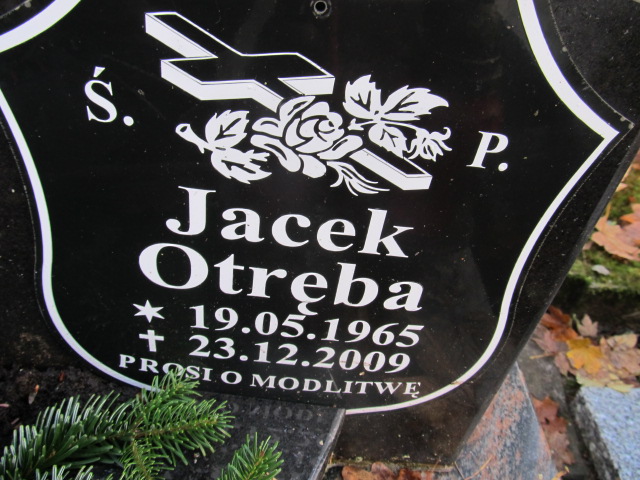 Ś. P.
Jacek
Otręba
19.05.1965
23.12.2009
PROSI O MODLITWĘ